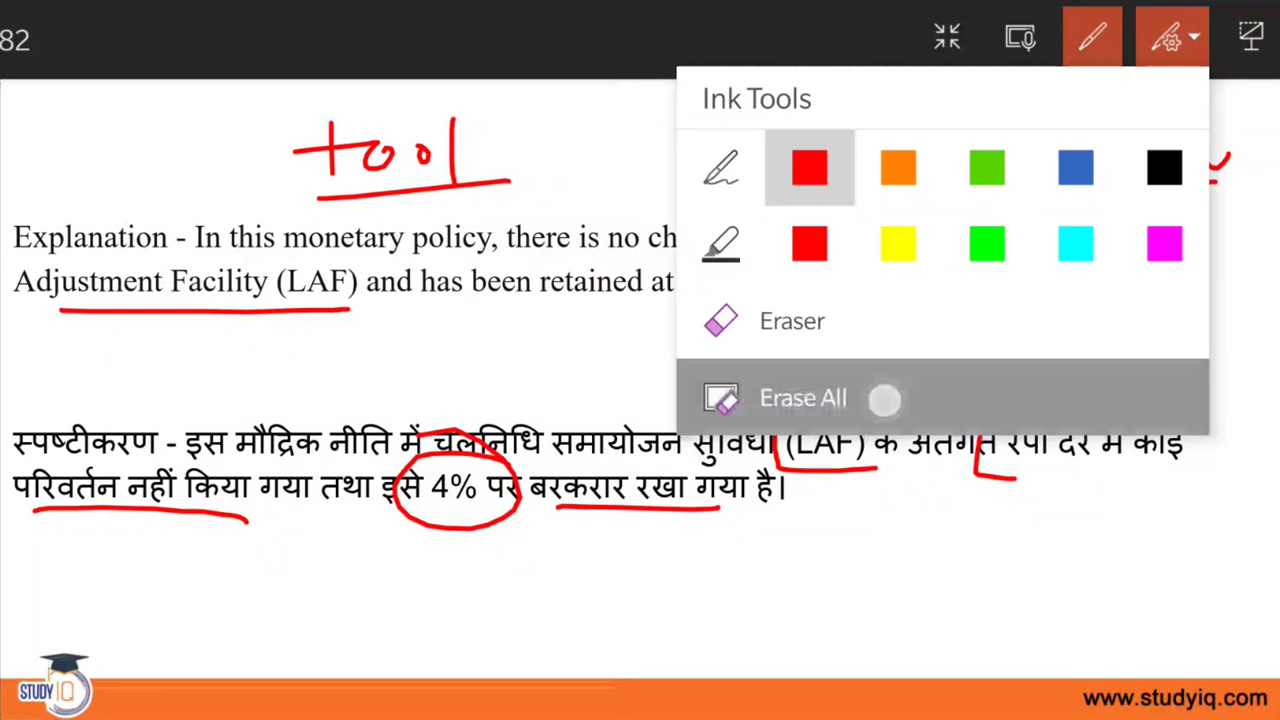 82
Ink Tools
tool
Explanation - In this monetary policy, there is no ch
Adjustment Facility (LAF) and has been retained at
Eraser
Erase All
स्पष्टीकरण - इस मौद्रिक नीति में चलनिधि समायोजन सुविधा (LAF) के अंतर्गत रेपो दर में कोई
परिवर्तन नहीं किया गया तथा इसे 4% पर बरकरार रखा गया है।
STUDY IQ
www.studyiq.com